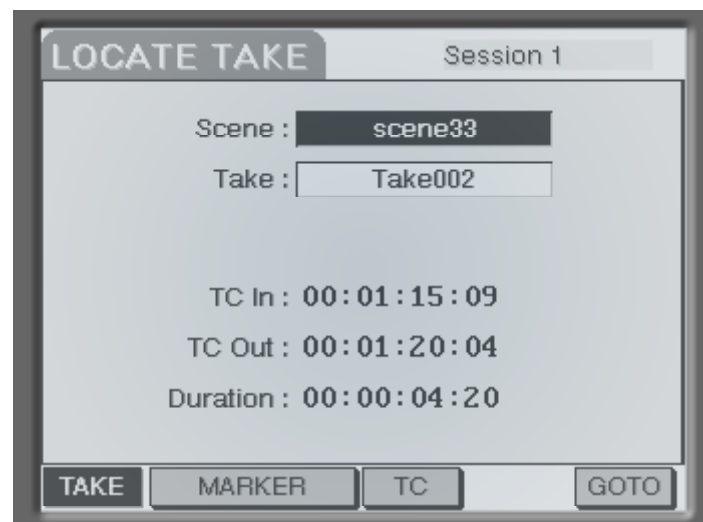 LOCATE TAKE Session 1
Scene : scene33
Take : Take002
TC In : 00:01:15:09
TC Out : 00:01:20:04
Duration : 00:00:04:20
TAKE MARKER TC GOTO